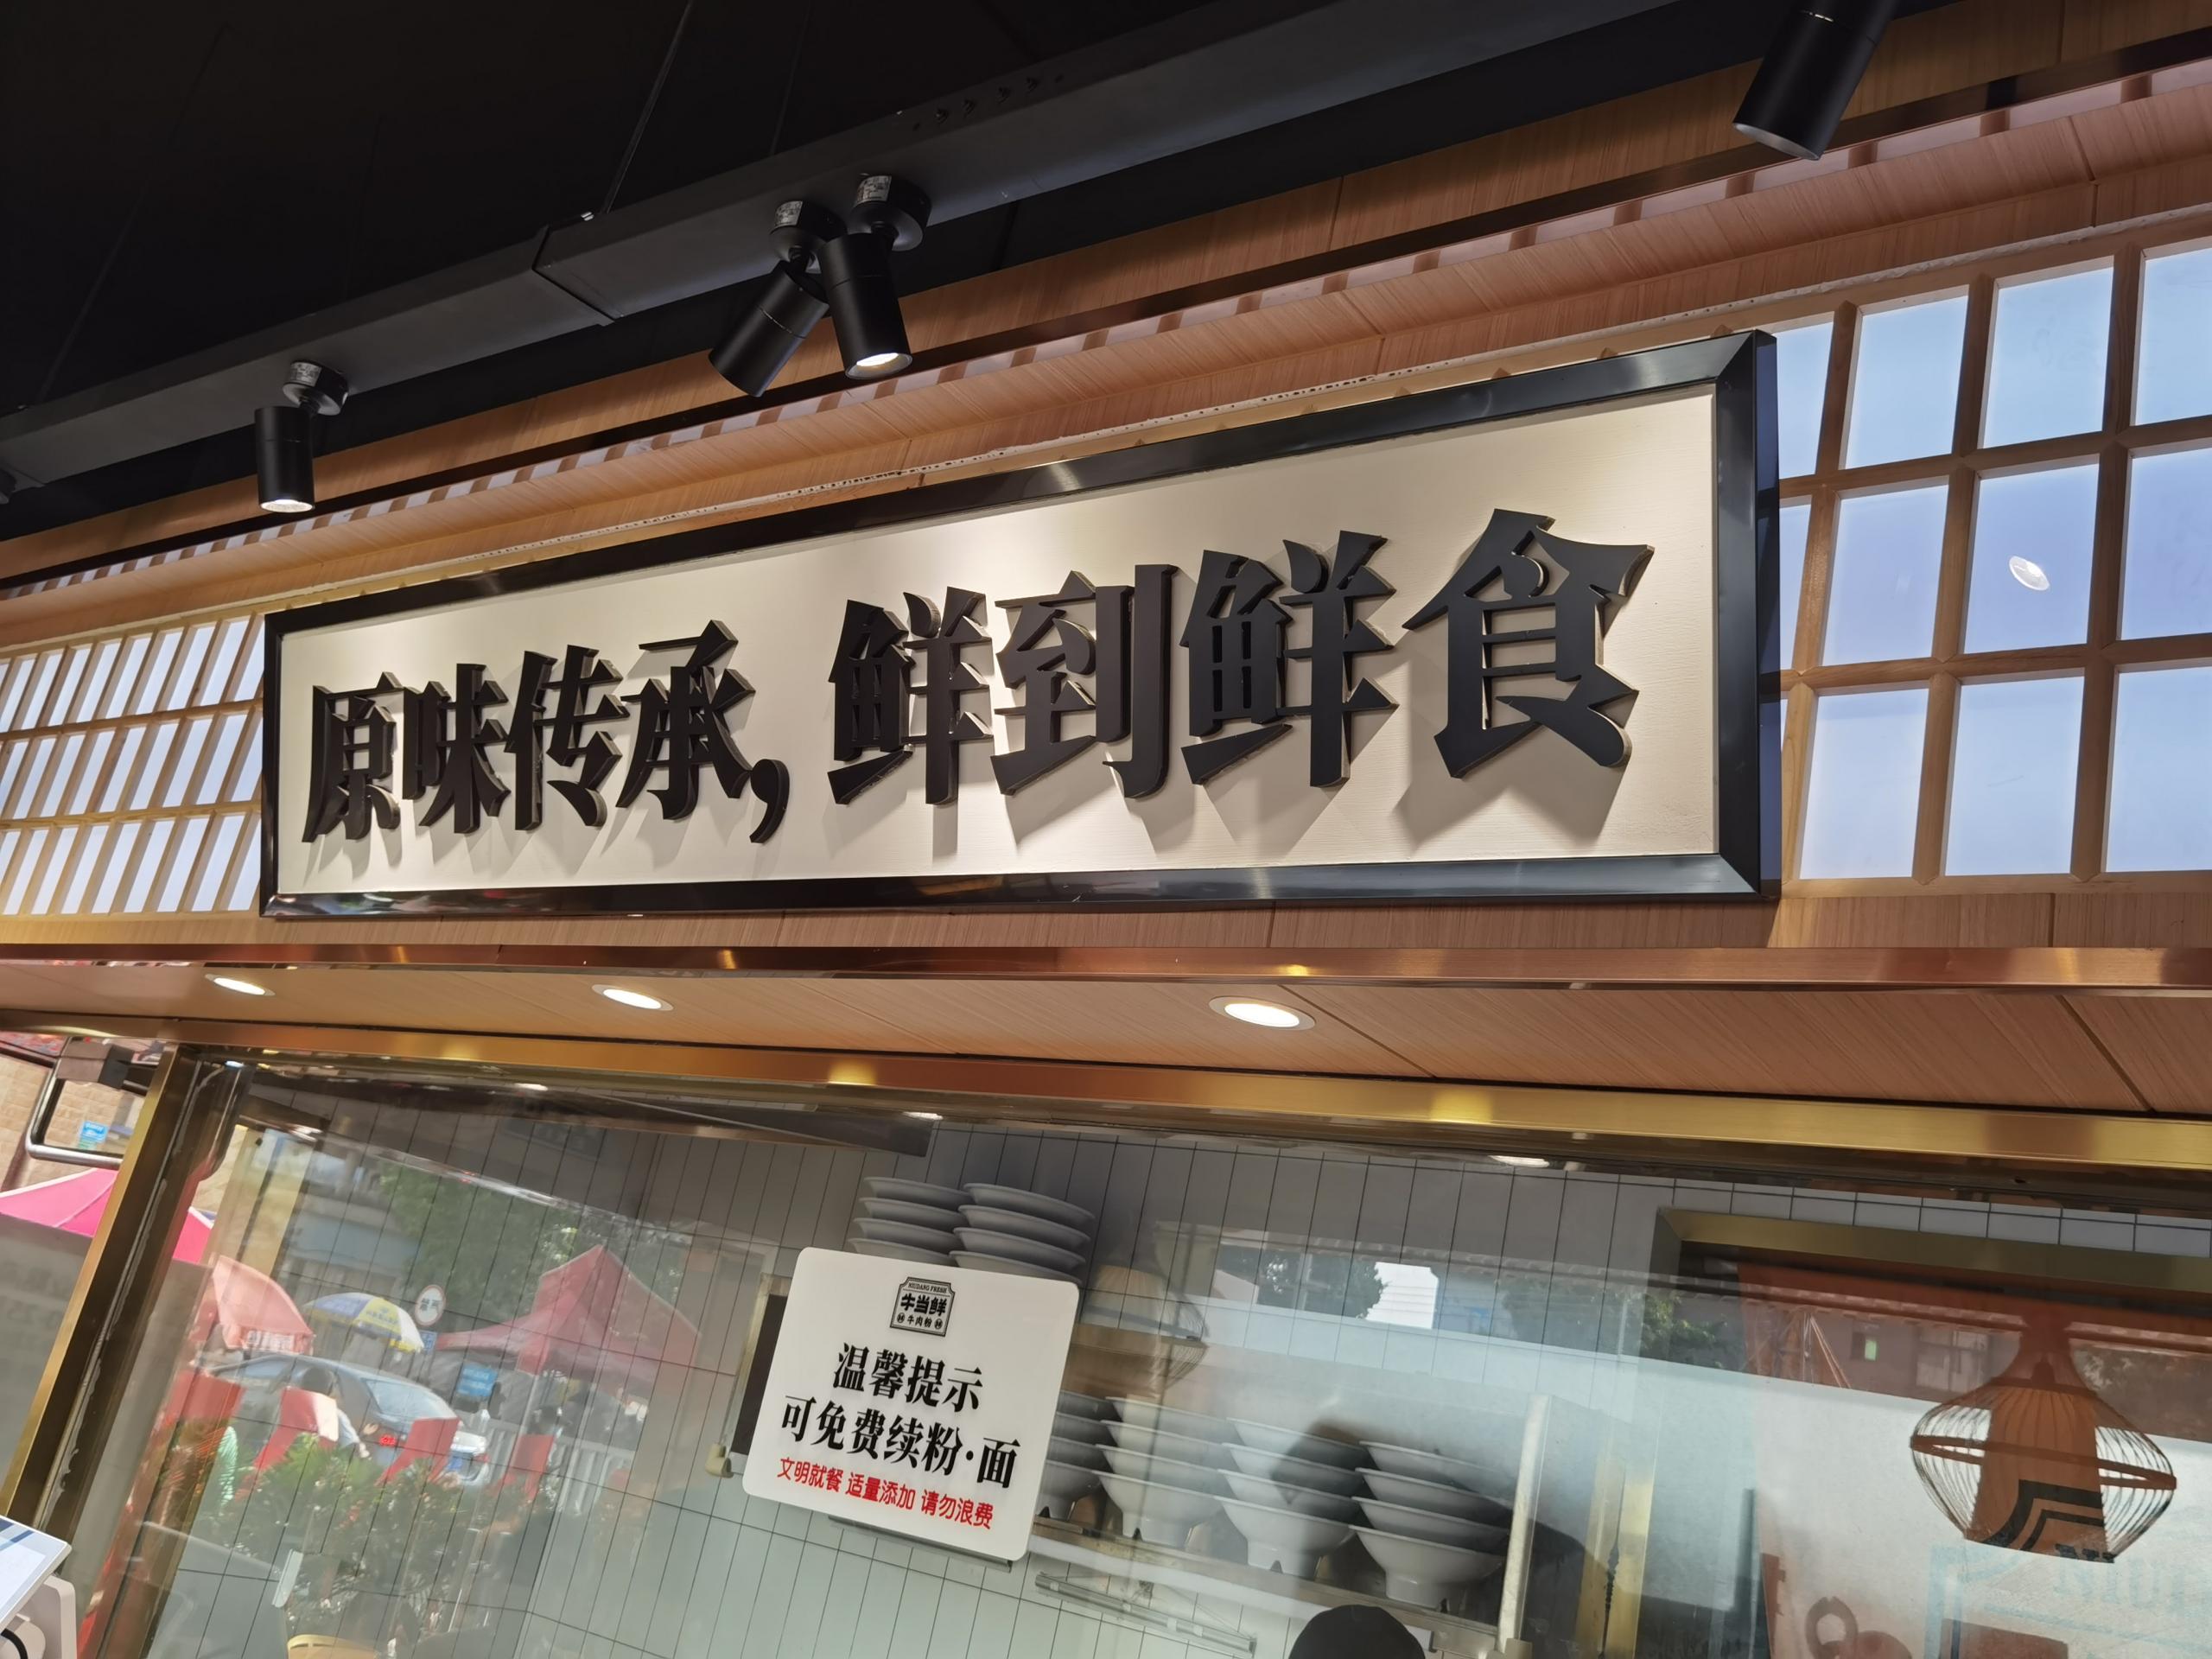 原味传承,鲜到鲜食
NIUDANG FRESH
牛当鲜
牛肉粉
温馨提示
可免费续粉·面
文明就餐 适量添加 请勿浪费